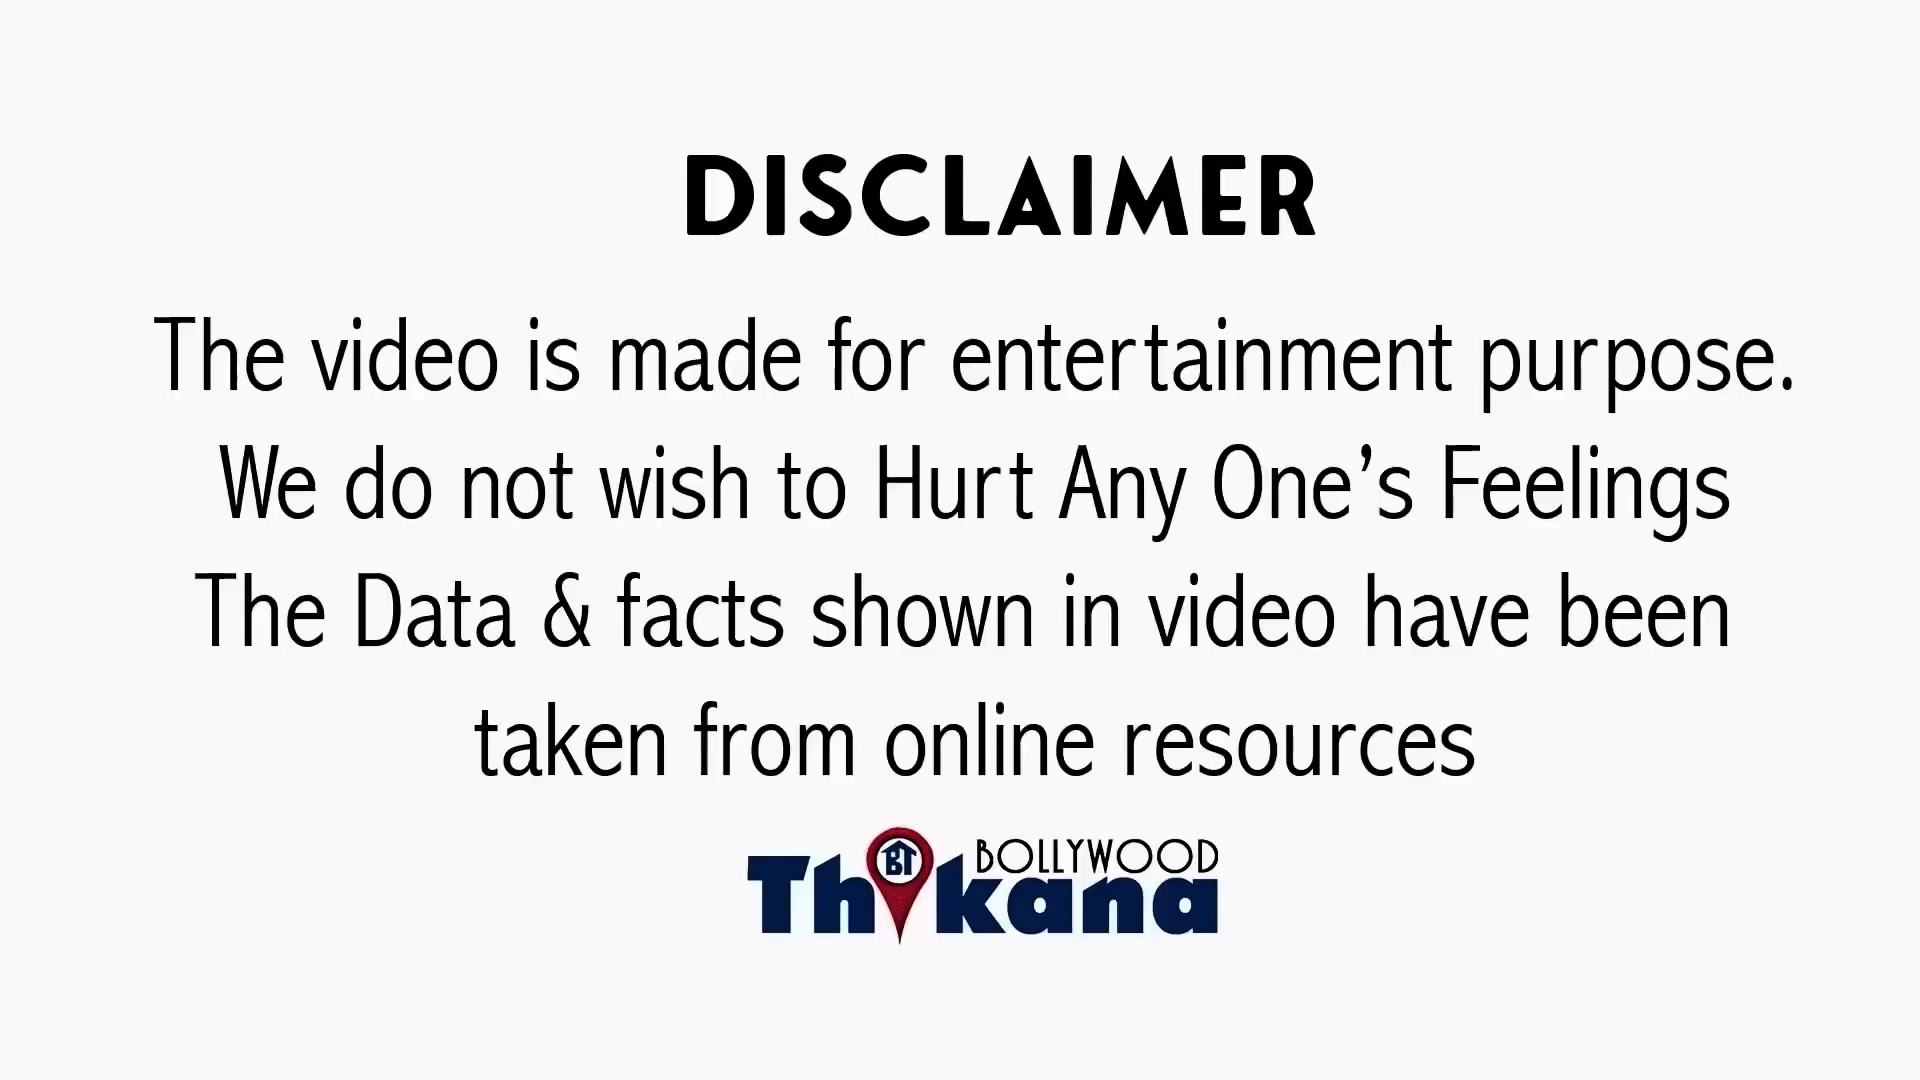 DISCLAIMER
The video is made for entertainment purpose.
We do not wish to Hurt Any One’s Feelings
The Data & facts shown in video have been
taken from online resources
BT
BOLLYWOOD
Thikana